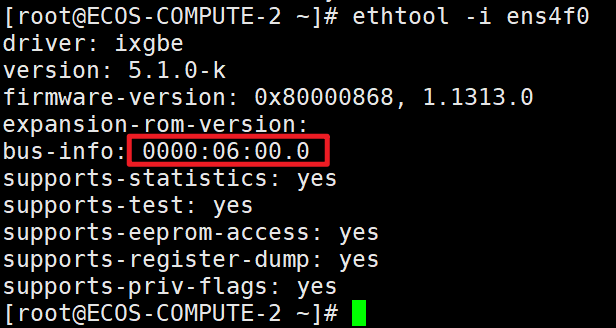 [root@ECOS-COMPUTE-2 ~]# ethtool -i ens4f0
driver: ixgbe
version: 5.1.0-k
firmware-version: 0x80000868, 1.1313.0
expansion-rom-version:
bus-info: 0000:06:00.0
supports-statistics: yes
supports-test: yes
supports-eeprom-access: yes
supports-register-dump: yes
supports-priv-flags: yes
[root@ECOS-COMPUTE-2 ~]#